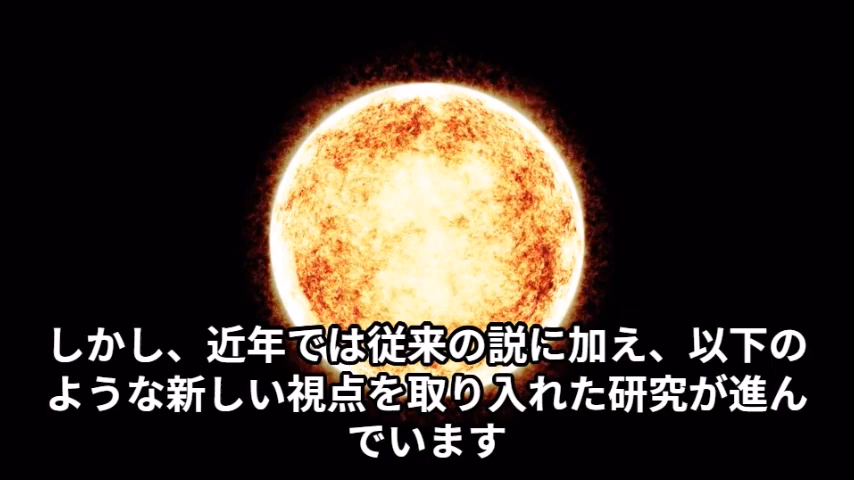 しかし、近年では従来の説に加え、以下の
ような新しい視点を取り入れた研究が進ん
でいます